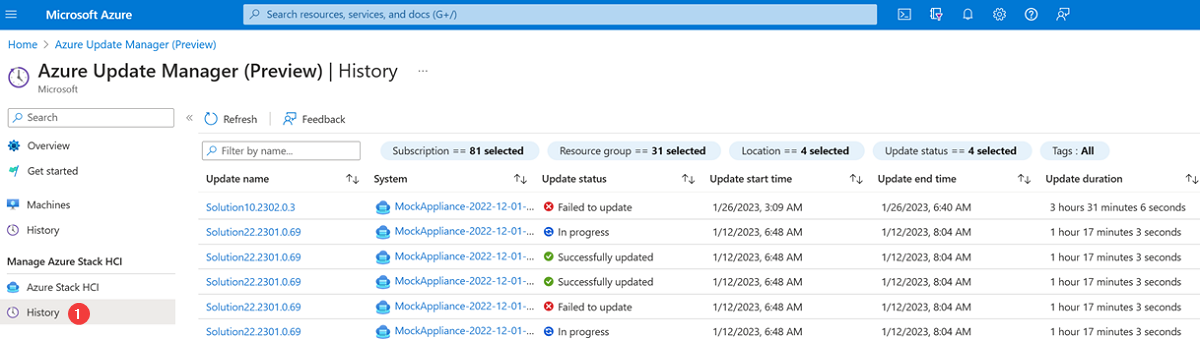 Microsoft Azure
Search resources, services, and docs (G+/)
Home > Azure Update Manager (Preview)
Azure Update Manager (Preview) | History ...
Microsoft
Search
«
Refresh
Feedback
Overview
Get started
Machines
History
Manage Azure Stack HCI
Azure Stack HCI
History 1
Filter by name...
Subscription == 81 selected
Resource group == 31 selected
Location == 4 selected
Update status == 4 selected
Tags : All
Update name System Update status Update start time Update end time Update duration
Solution10.2302.0.3 MockAppliance-2022-12-01-... Failed to update 1/26/2023, 3:09 AM 1/26/2023, 6:40 AM 3 hours 31 minutes 6 seconds
Solution22.2301.0.69 MockAppliance-2022-12-01-... In progress 1/12/2023, 6:48 AM 1/12/2023, 8:04 AM 1 hour 17 minutes 3 seconds
Solution22.2301.0.69 MockAppliance-2022-12-01-... Successfully updated 1/12/2023, 6:48 AM 1/12/2023, 8:04 AM 1 hour 17 minutes 3 seconds
Solution22.2301.0.69 MockAppliance-2022-12-01-... Successfully updated 1/12/2023, 6:48 AM 1/12/2023, 8:04 AM 1 hour 17 minutes 3 seconds
Solution22.2301.0.69 MockAppliance-2022-12-01-... Failed to update 1/12/2023, 6:48 AM 1/12/2023, 8:04 AM 1 hour 17 minutes 3 seconds
Solution22.2301.0.69 MockAppliance-2022-12-01-... In progress 1/12/2023, 6:48 AM 1/12/2023, 8:04 AM 1 hour 17 minutes 3 seconds